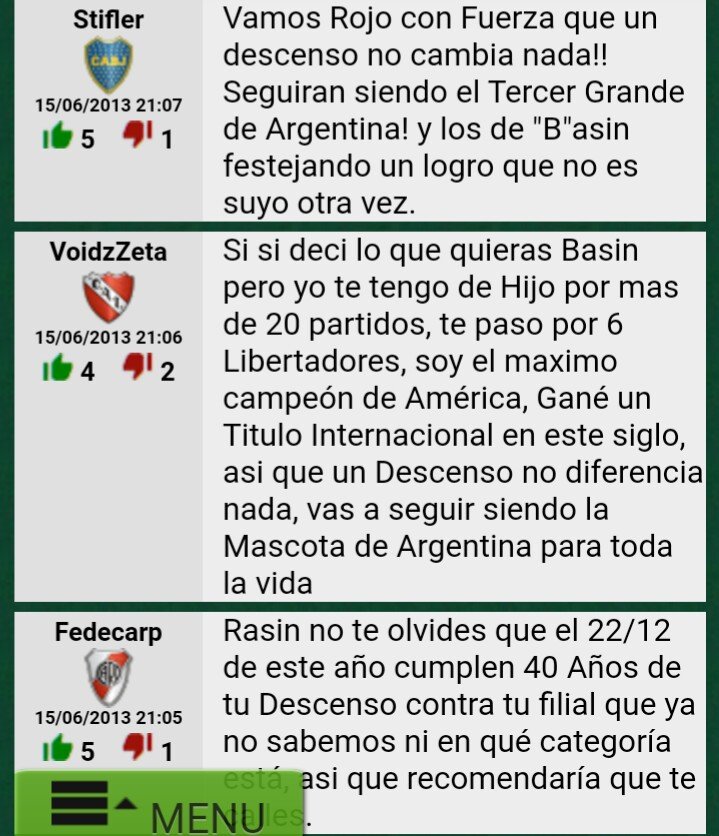 Stifler
CABJ
15/06/2013 21:07
5 1
Vamos Rojo con Fuerza que un
descenso no cambia nada!!
Seguiran siendo el Tercer Grande
de Argentina! y los de "B"asin
festejando un logro que no es
suyo otra vez.
VoidzZeta
C.A.I.
15/06/2013 21:06
4 2
Si si deci lo que quieras Basin
pero yo te tengo de Hijo por mas
de 20 partidos, te paso por 6
Libertadores, soy el maximo
campeón de América, Gané un
Titulo Internacional en este siglo,
asi que un Descenso no diferencia
nada, vas a seguir siendo la
Mascota de Argentina para toda
la vida
Fedecarp
15/06/2013 21:05
5 1
Rasin no te olvides que el 22/12
de este año cumplen 40 Años de
tu Descenso contra tu filial que ya
no sabemos ni en qué categoría
está, asi que recomendaría que te
calles.
MENU